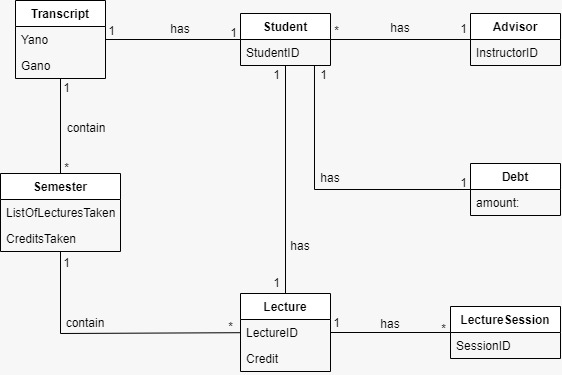 Transcript
Yano
Gano
1
has
1
Student
StudentID
*
has
1
Advisor
InstructorID
1
contain
*
1
1
has
1
Debt
amount:
Semester
ListOfLecturesTaken
CreditsTaken
1
has
1
contain
*
Lecture
LectureID
Credit
1
has
*
LectureSession
SessionID